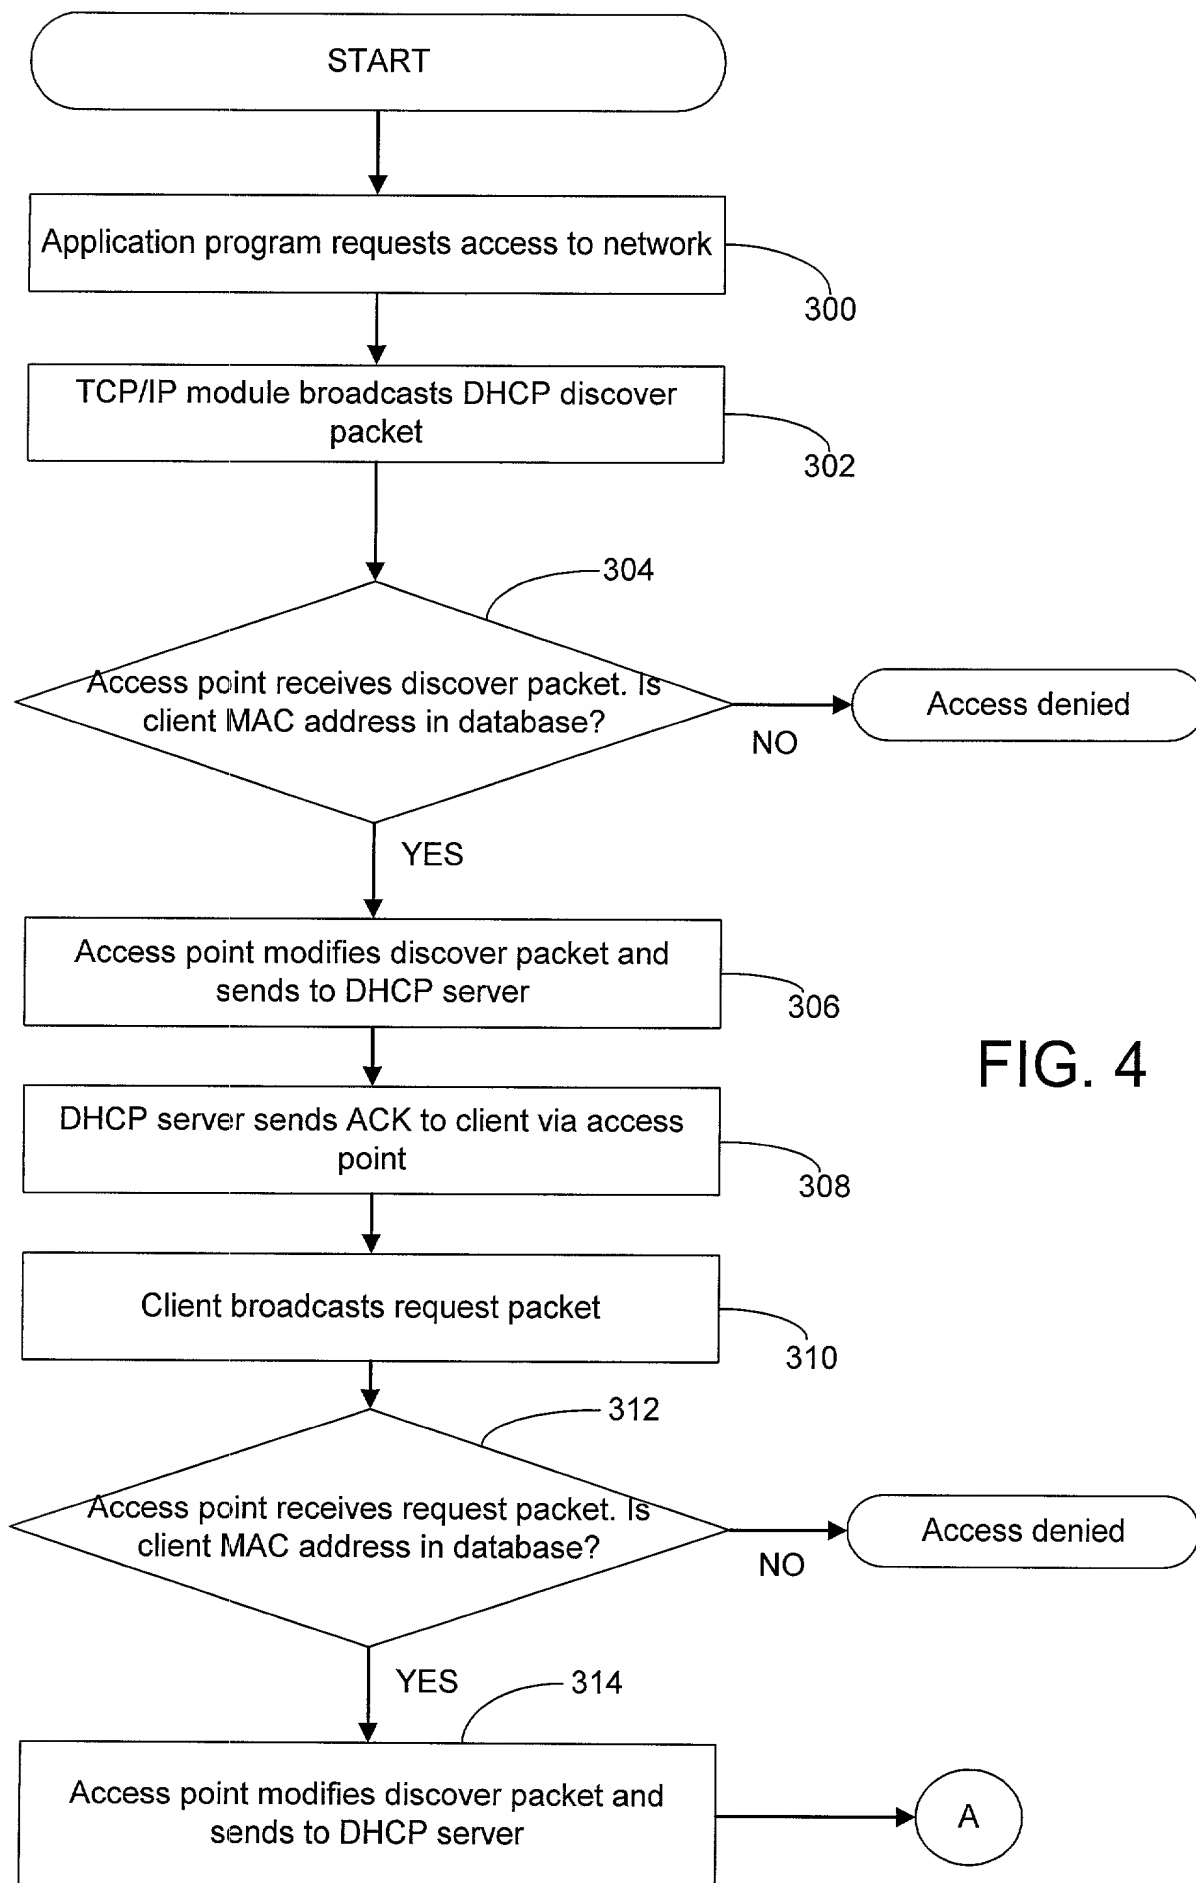 START
Application program requests access to network
300
TCP/IP module broadcasts DHCP discover
packet
302
304
Access point receives discover packet. Is
client MAC address in database?
NO
Access denied
YES
Access point modifies discover packet and
sends to DHCP server
306
FIG. 4
DHCP server sends ACK to client via access
point
308
Client broadcasts request packet
310
312
Access point receives request packet. Is
client MAC address in database?
NO
Access denied
YES
314
Access point modifies discover packet and
sends to DHCP server
A